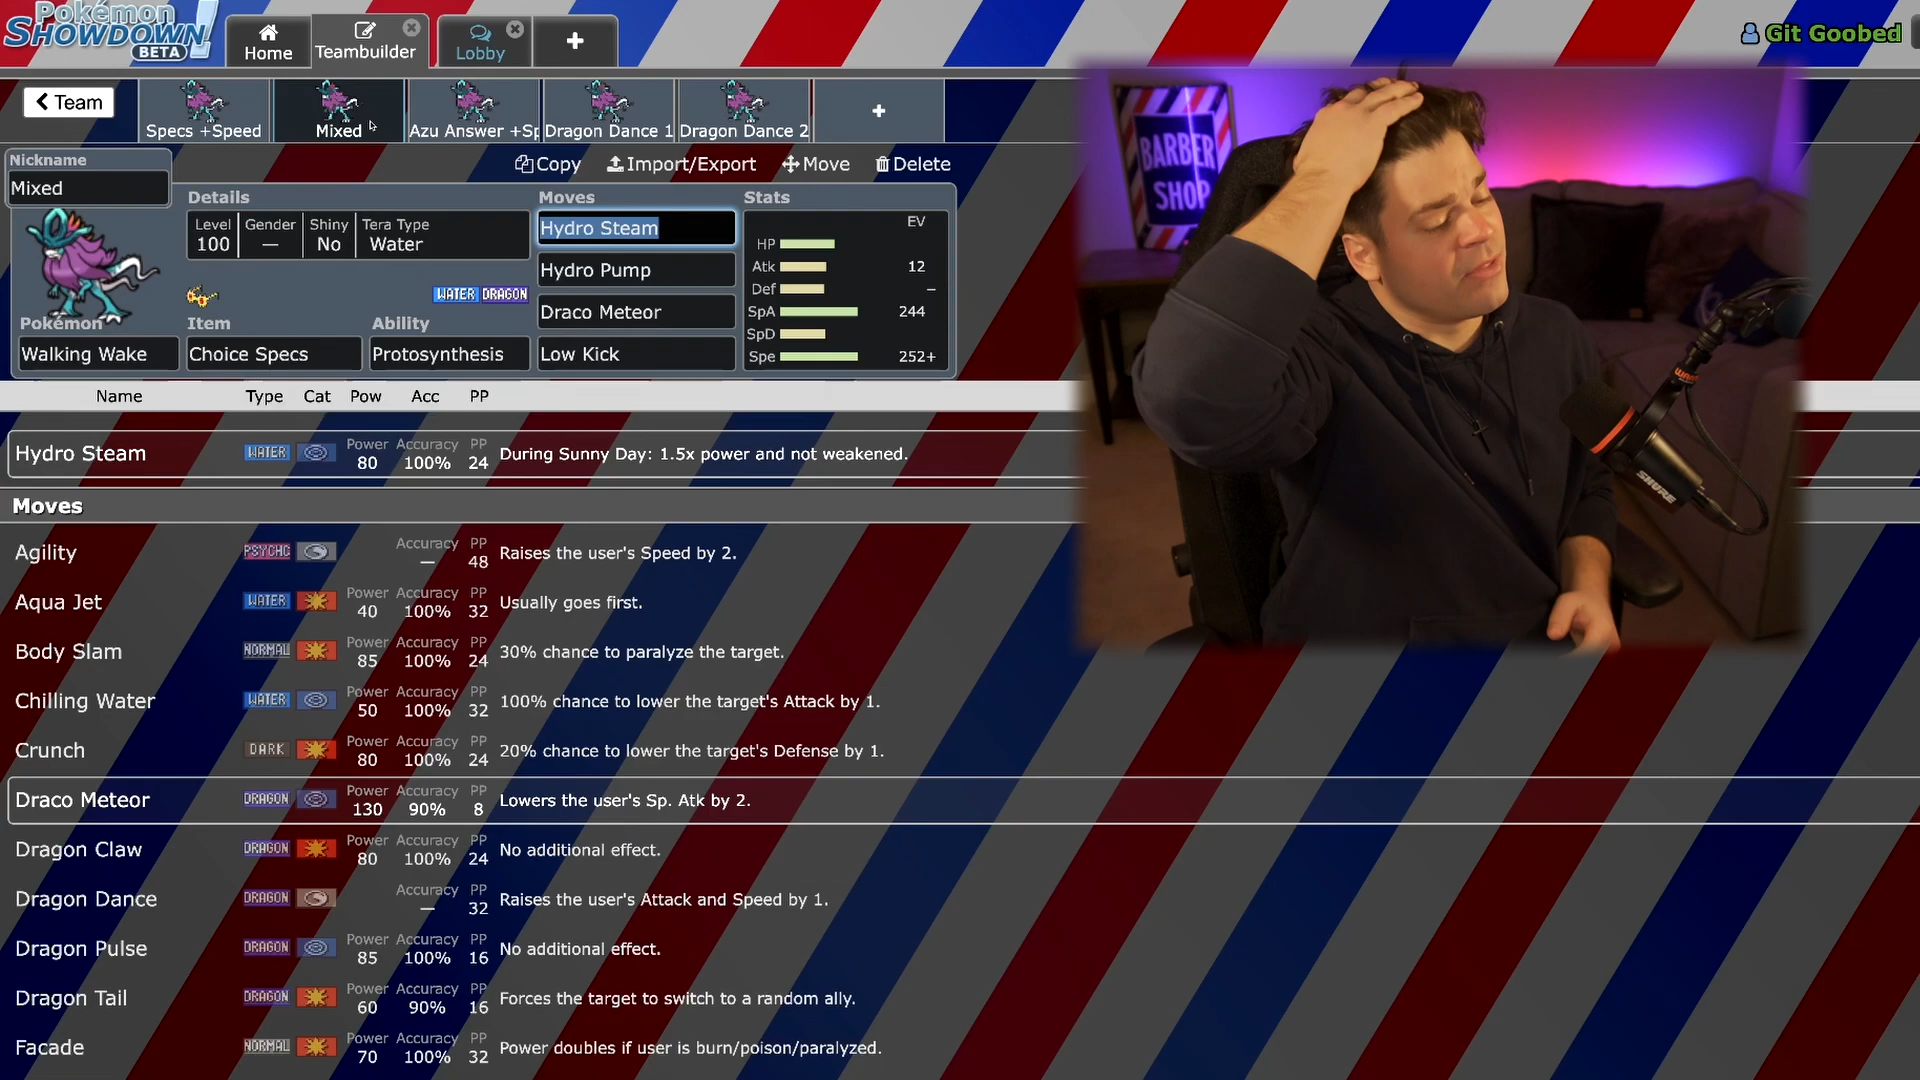 Pokémon
SHOWDOWN!
BETA
Home
Teambuilder
Lobby
Git Goobed
Team
Specs +Speed
Mixed
Azu Answer +Sp
Dragon Dance 1
Dragon Dance 2
Copy Import/Export Move Delete
Nickname
Mixed
Details
Level Gender Shiny Tera Type
100 — No Water
WATER DRAGON
Pokémon Item Ability
Walking Wake Choice Specs Protosynthesis
Moves
Hydro Steam
Hydro Pump
Draco Meteor
Low Kick
Stats
EV
HP
Atk 12
Def –
SpA 244
SpD
Spe 252+
Name Type Cat Pow Acc PP
Hydro Steam WATER Power 80 Accuracy 100% PP 24 During Sunny Day: 1.5x power and not weakened.
Moves
Agility PSYCHC Accuracy — PP 48 Raises the user's Speed by 2.
Aqua Jet WATER Power 40 Accuracy 100% PP 32 Usually goes first.
Body Slam NORMAL Power 85 Accuracy 100% PP 24 30% chance to paralyze the target.
Chilling Water WATER Power 50 Accuracy 100% PP 32 100% chance to lower the target's Attack by 1.
Crunch DARK Power 80 Accuracy 100% PP 24 20% chance to lower the target's Defense by 1.
Draco Meteor DRAGON Power 130 Accuracy 90% PP 8 Lowers the user's Sp. Atk by 2.
Dragon Claw DRAGON Power 80 Accuracy 100% PP 24 No additional effect.
Dragon Dance DRAGON Accuracy — PP 32 Raises the user's Attack and Speed by 1.
Dragon Pulse DRAGON Power 85 Accuracy 100% PP 16 No additional effect.
Dragon Tail DRAGON Power 60 Accuracy 90% PP 16 Forces the target to switch to a random ally.
Facade NORMAL Power 70 Accuracy 100% PP 32 Power doubles if user is burn/poison/paralyzed.
BARBER
SHOP
SHURE